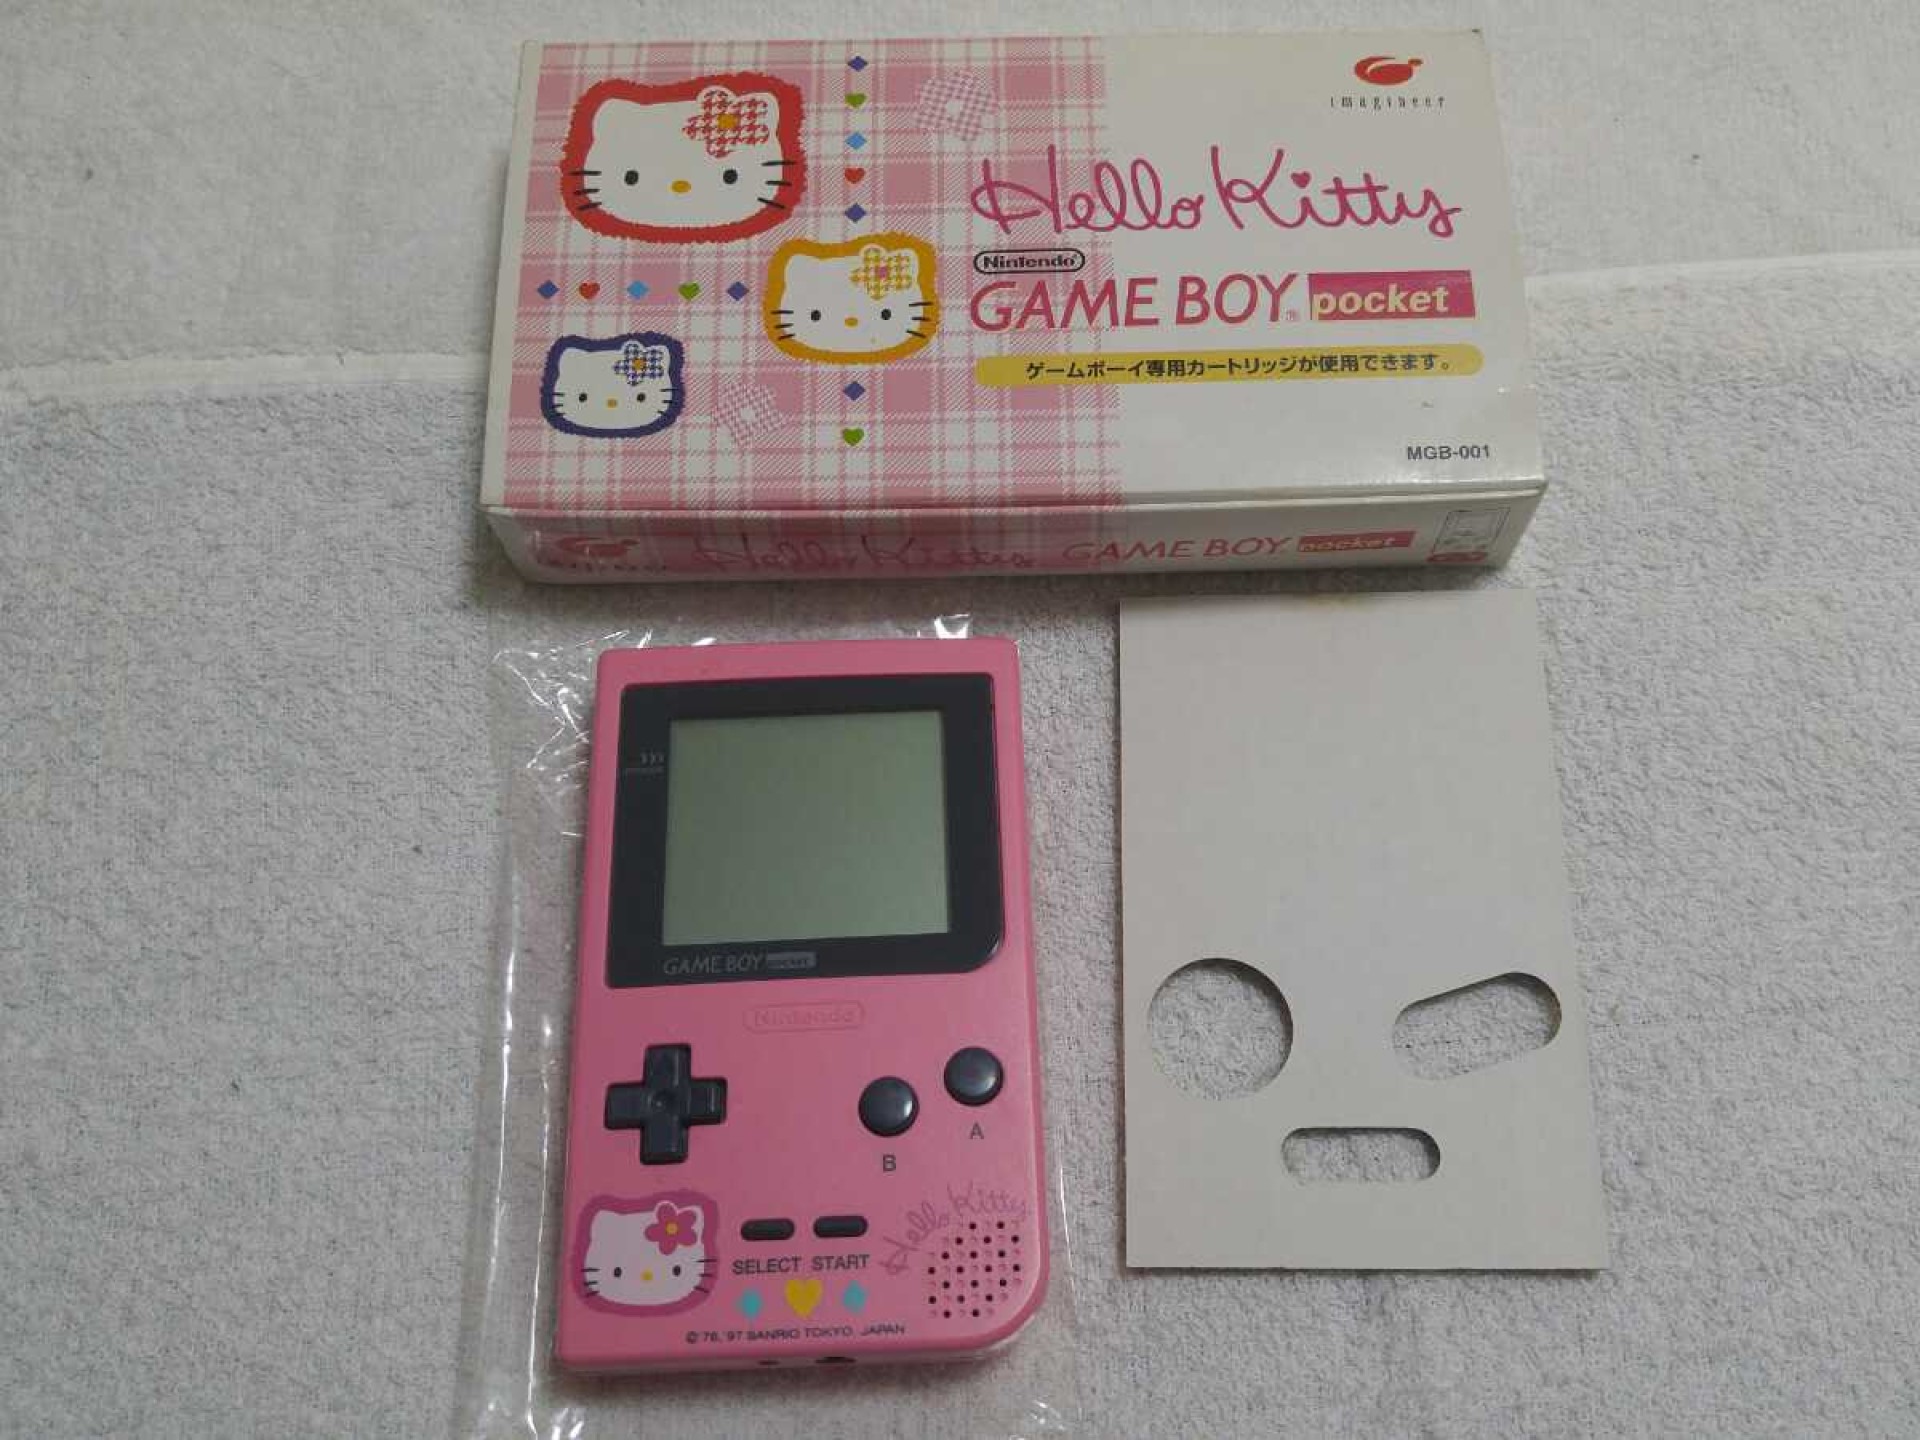 imagineer
Hello Kitty
Nintendo®
GAME BOY® pocket
ゲームボーイ専用カートリッジが使用できます。
MGB-001
Hello Kitty GAME BOY pocket
GAME BOY pocket
Nintendo
A
B
Hello Kitty
SELECT START
© 76, 97 SANRIO TOKYO, JAPAN